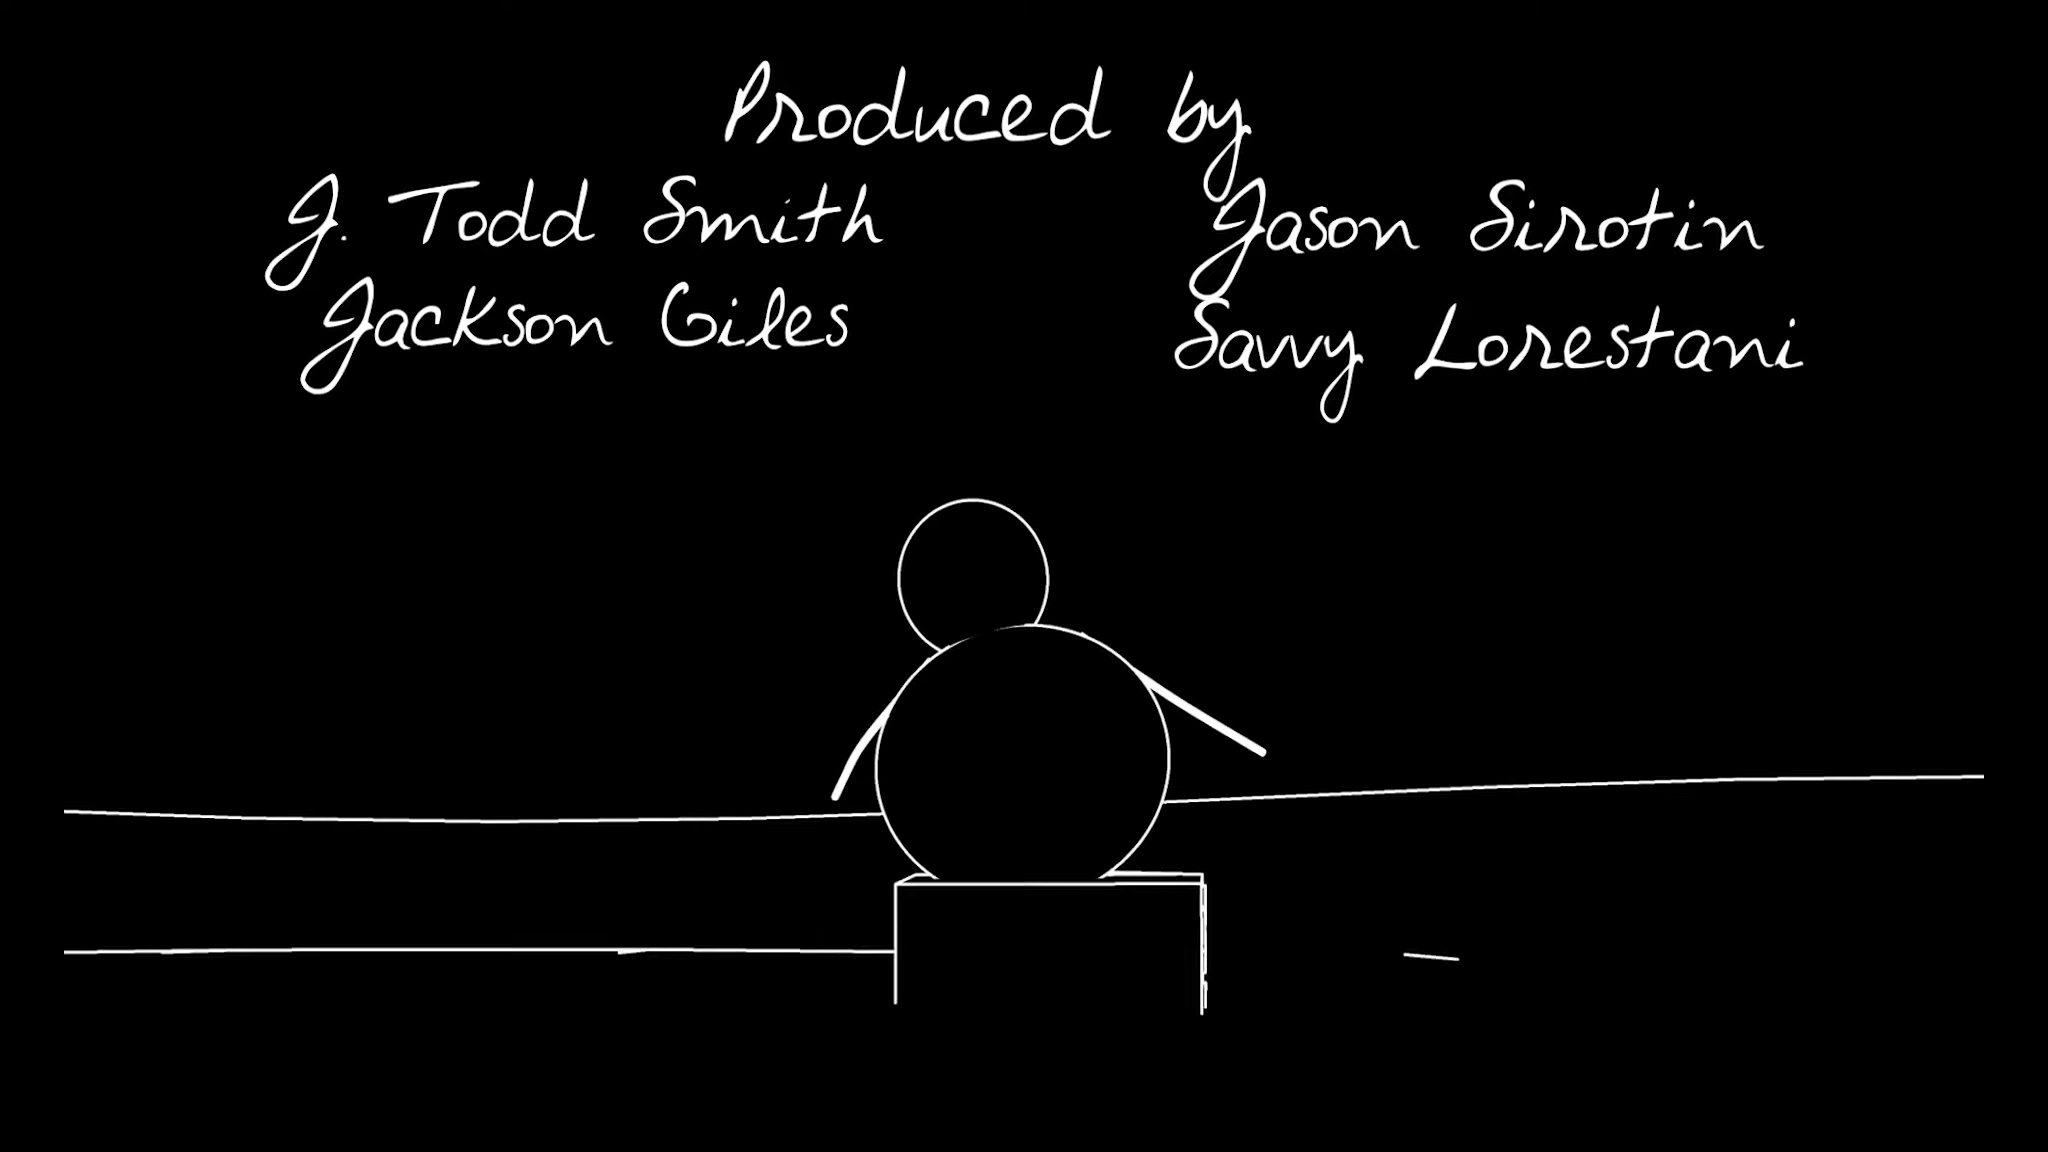 Produced by
J. Todd Smith
Jason Sirotin
Jackson Giles
Savvy Lorestani